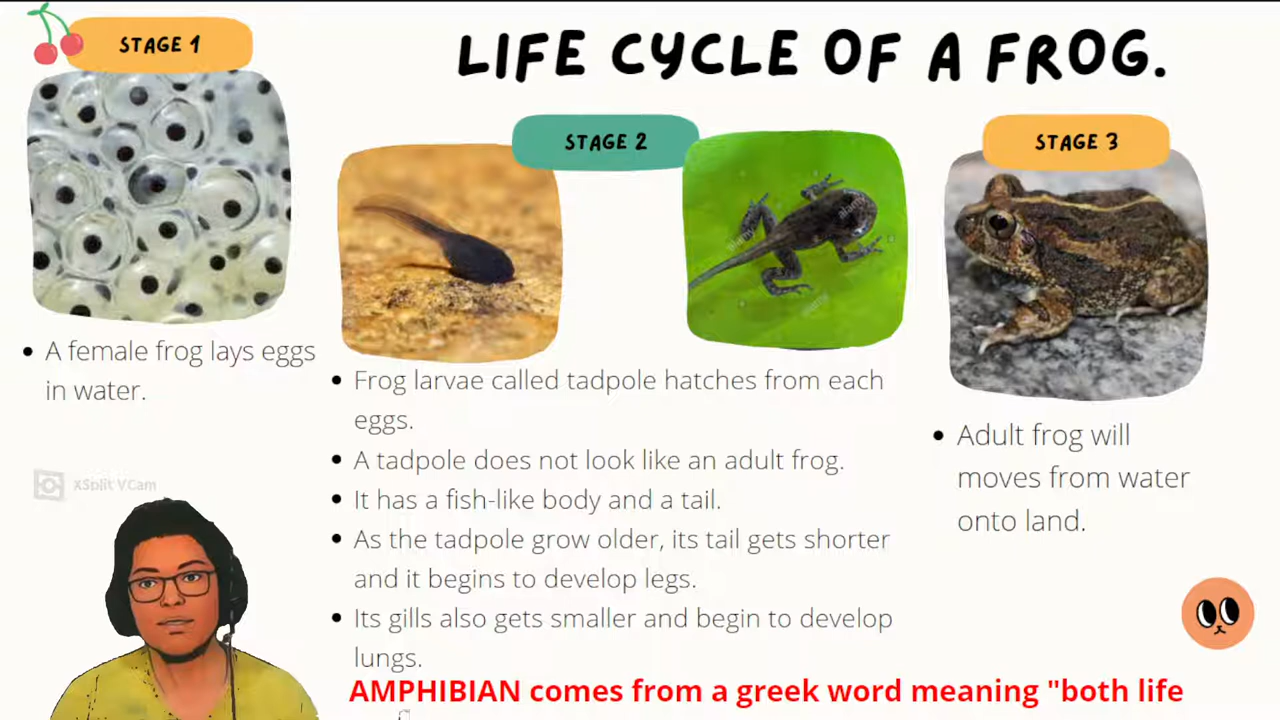 STAGE 1
LIFE CYCLE OF A FROG.
STAGE 2
STAGE 3
A female frog lays eggs
in water.
Frog larvae called tadpole hatches from each
eggs.
A tadpole does not look like an adult frog.
It has a fish-like body and a tail.
As the tadpole grow older, its tail gets shorter
and it begins to develop legs.
Its gills also gets smaller and begin to develop
lungs.
Adult frog will
moves from water
onto land.
XSplit VCam
alamy
alamy
alamy
AMPHIBIAN comes from a greek word meaning "both life